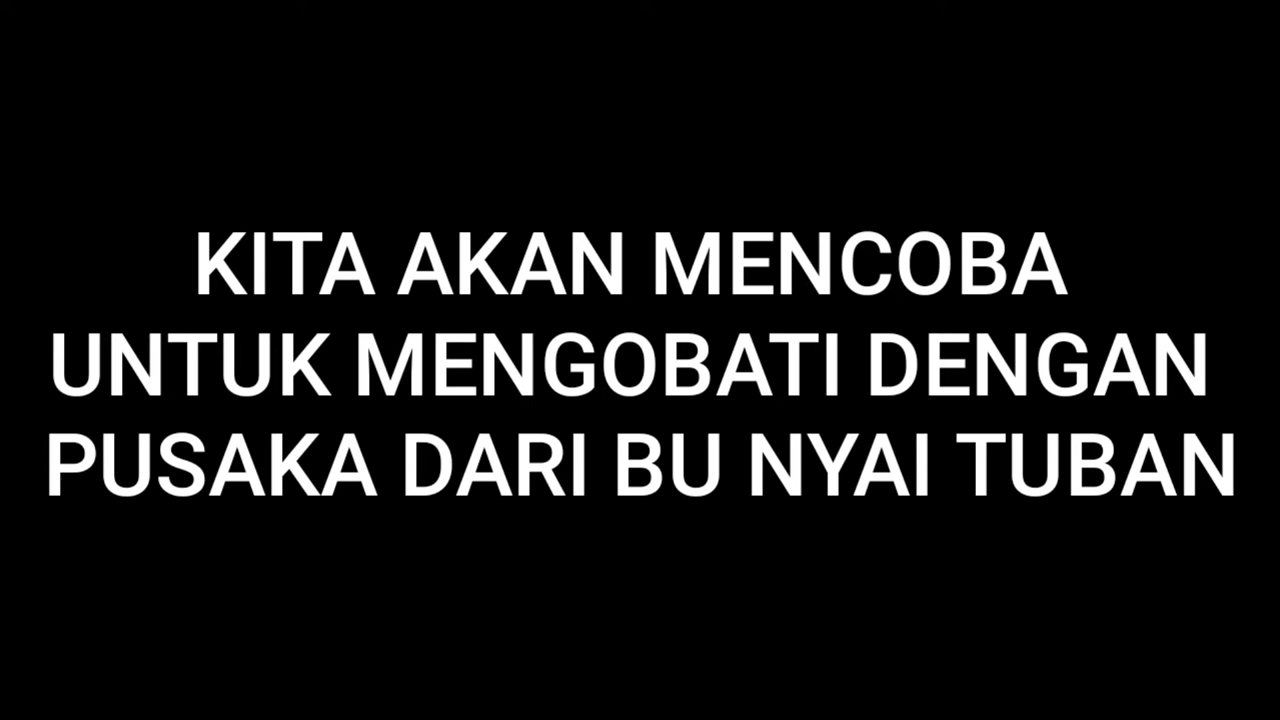 KITA AKAN MENCOBA
UNTUK MENGOBATI DENGAN
PUSAKA DARI BU NYAI TUBAN